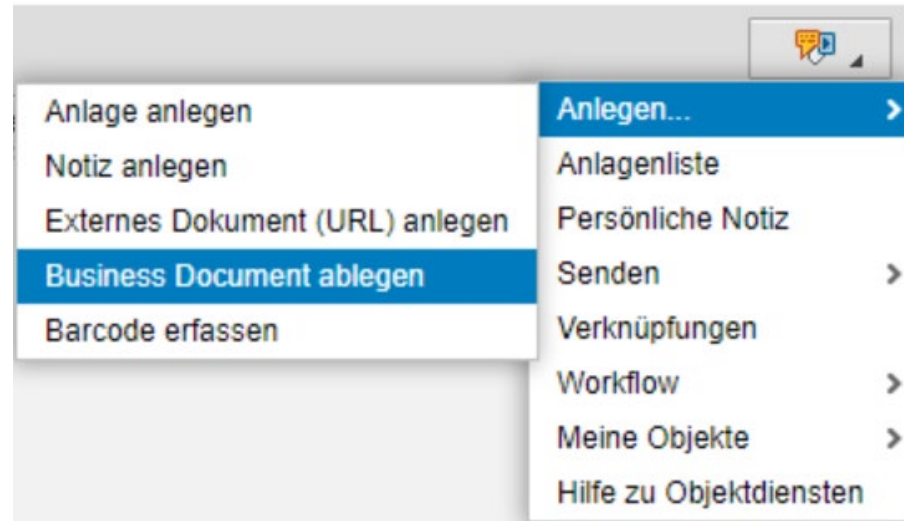 Anlage anlegen
Notiz anlegen
Externes Dokument (URL) anlegen
Business Document ablegen
Barcode erfassen
Anlegen...
Anlagenliste
Persönliche Notiz
Senden
Verknüpfungen
Workflow
Meine Objekte
Hilfe zu Objektdiensten